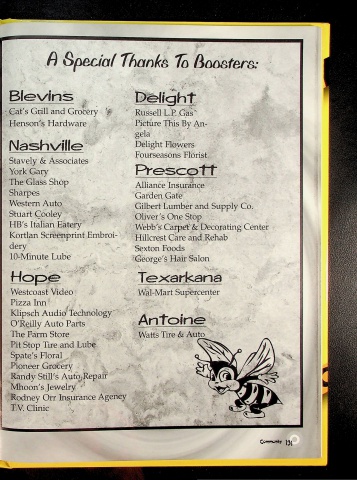 A Special Thanks To Boosters:
Blevins
Cat's Grill and Grocery
Henson's Hardware
Nashville
Stavely & Associates
York Gary
The Glass Shop
Sharpes
Western Auto
Stuart Cooley
HB's Italian Eatery
Kortlan Screenprint Embroi-
dery
10-Minute Lube
Hope
Westcoast Video
Pizza Inn
Klipsch Audio Technology
O'Reilly Auto Parts
The Farm Store
Pit Stop Tire and Lube
Spate's Floral
Pioneer Grocery
Randy Still's Auto Repair
Mhoon's Jewelry
Rodney Orr Insurance Agency
T.V. Clinic
Delight
Russell L.P. Gas
Picture This By An-
gela
Delight Flowers
Fourseasons Florist
Prescott
Alliance Insurance
Garden Gate
Gilbert Lumber and Supply Co.
Oliver's One Stop
Webb's Carpet & Decorating Center
Hillcrest Care and Rehab
Sexton Foods
George's Hair Salon
Texarkana
Wal-Mart Supercenter
Antoine
Watts Tire & Auto
Community